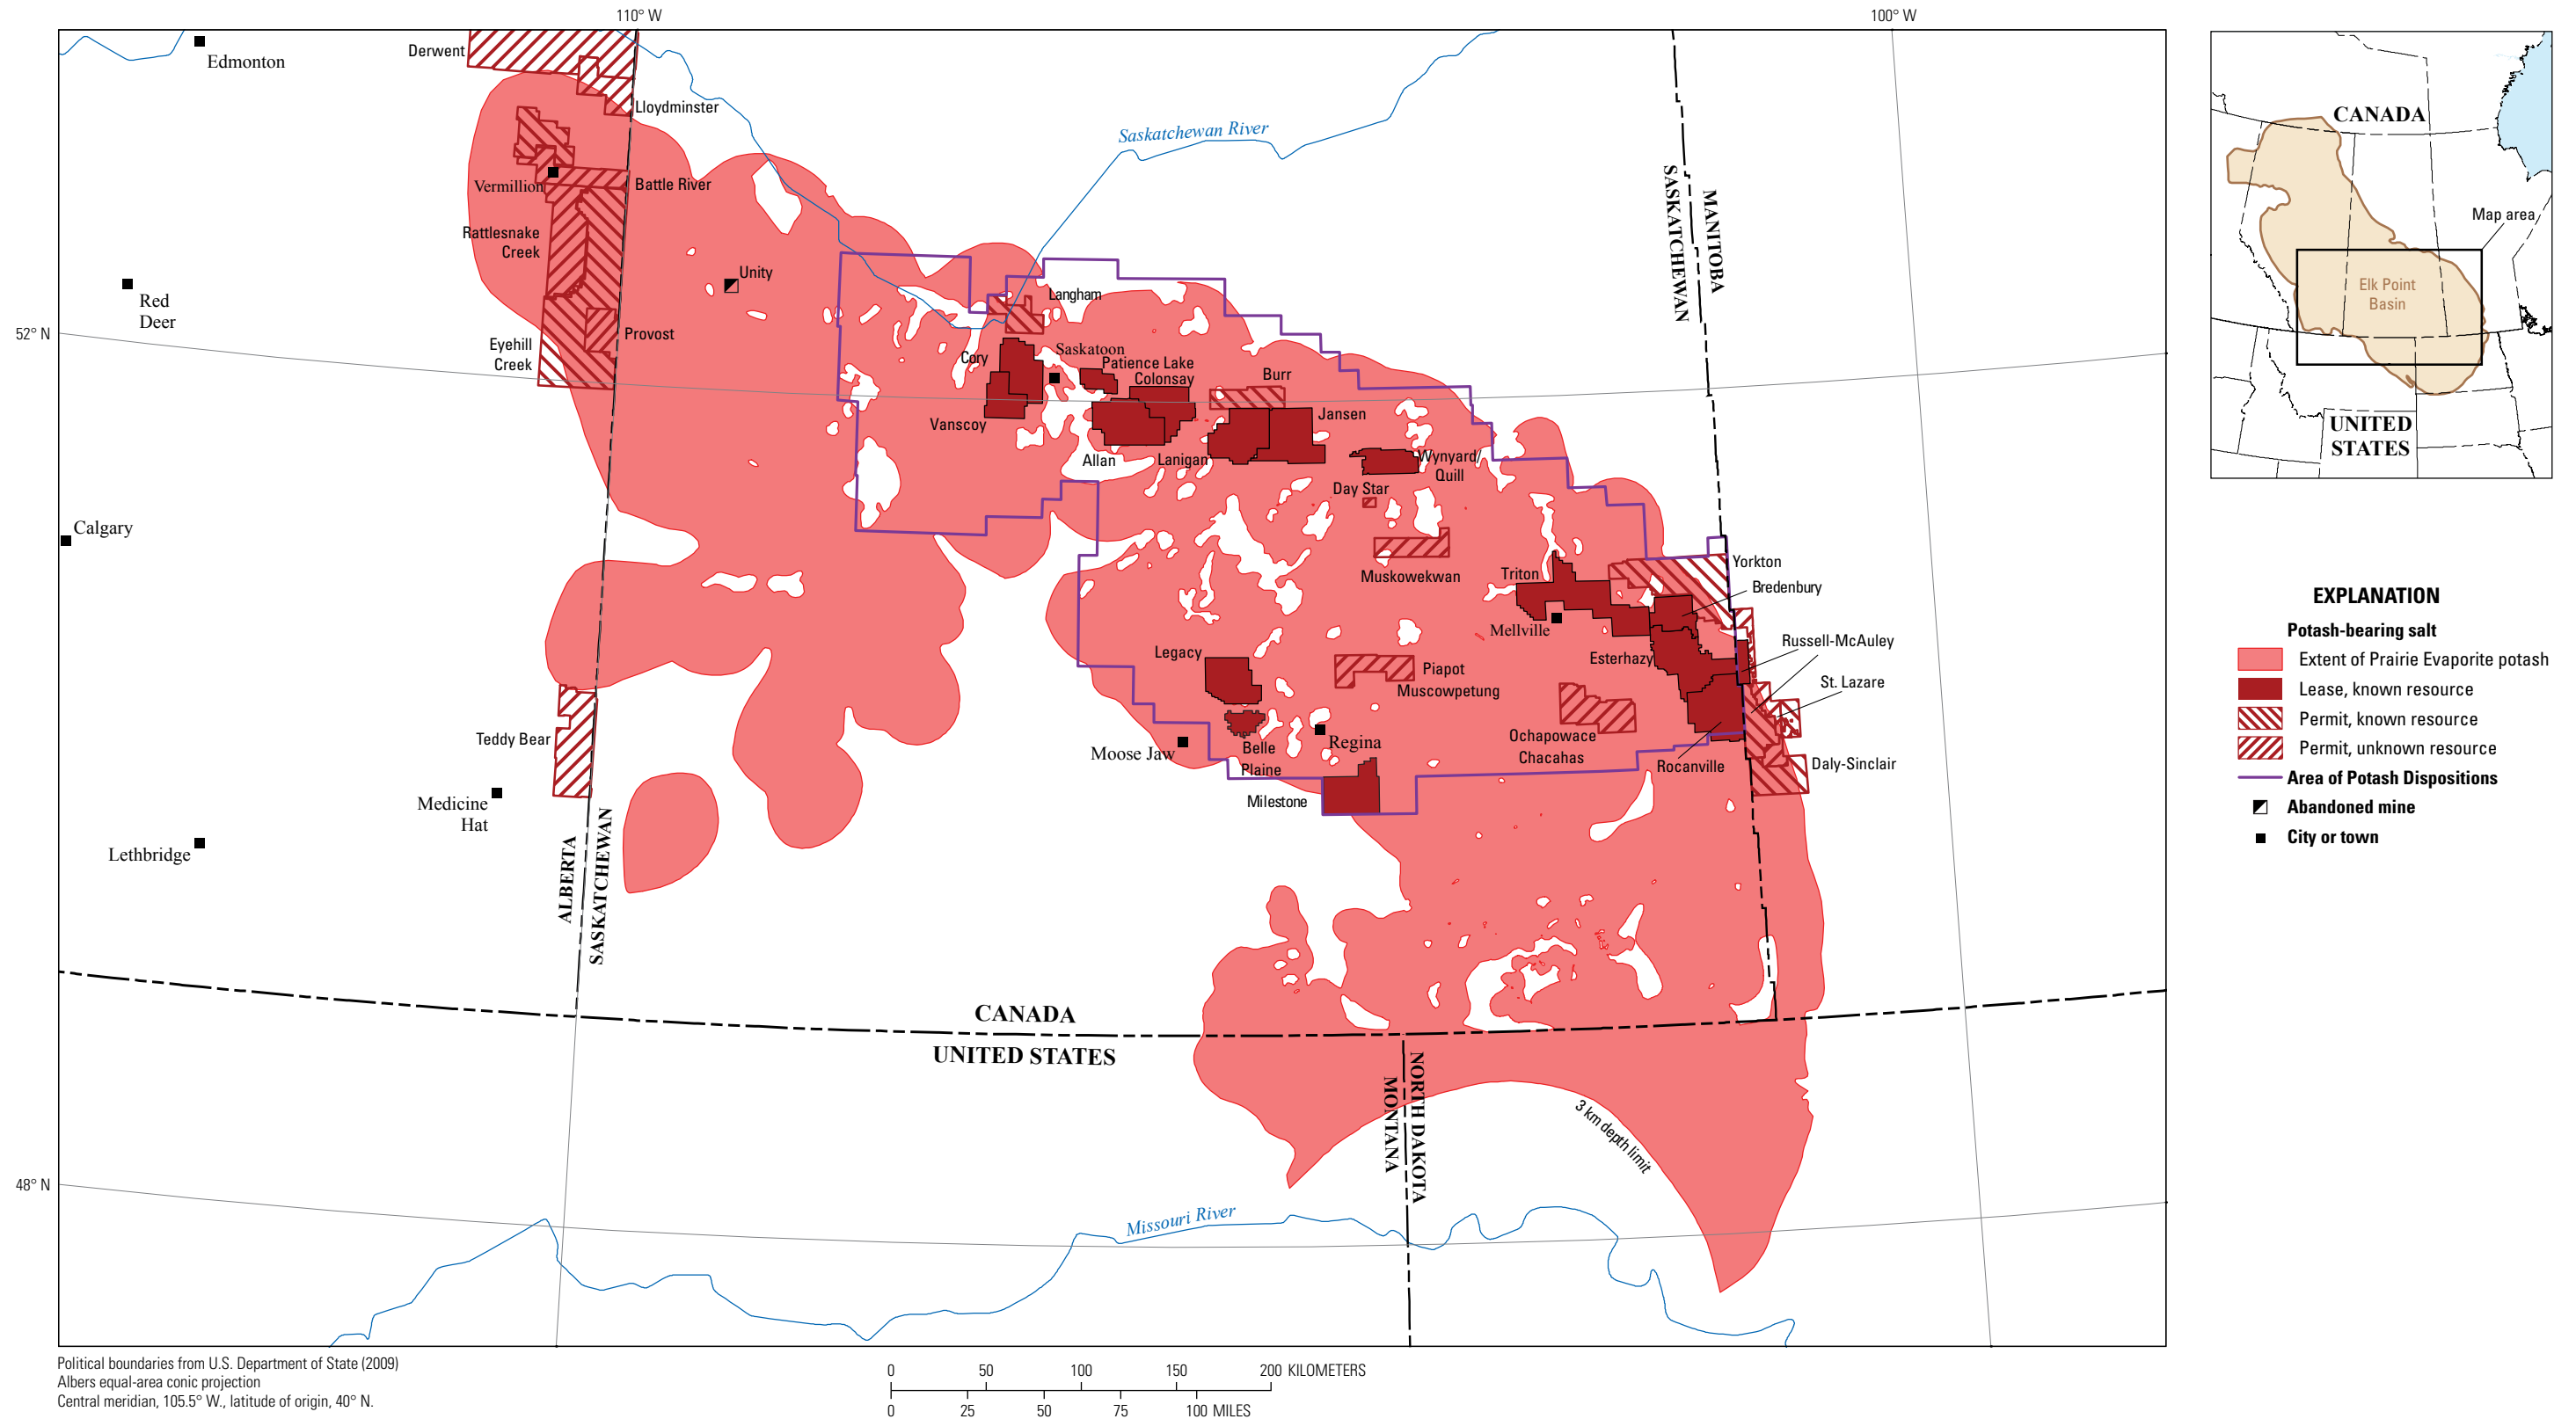 110° W
100° W
Edmonton
Derwent
Lloydminster
Saskatchewan River
SASKATCHEWAN
MANITOBA
Vermillion
Battle River
Rattlesnake
Creek
Unity
Red
Deer
52° N
Langham
Provost
Eyehill
Creek
Cory
Saskatoon
Patience Lake
Colonsay
Burr
Jansen
Vanscoy
Allan
Lanigan
Wynyard/
Quill
Day Star
Calgary
Muskowekwan
Triton
Yorkton
Bredenbury
Mellville
Esterhazy
Russell-McAuley
St. Lazare
Legacy
Piapot
Muscowpetung
Teddy Bear
Moose Jaw
Belle
Plaine
Regina
Ochapowace
Chacahas
Rocanville
Daly-Sinclair
Medicine
Hat
Milestone
Lethbridge
ALBERTA
SASKATCHEWAN
CANADA
UNITED STATES
MONTANA
NORTH DAKOTA
3 km depth limit
48° N
Missouri River
CANADA
Map area
Elk Point
Basin
UNITED
STATES
EXPLANATION
Potash-bearing salt
Extent of Prairie Evaporite potash
Lease, known resource
Permit, known resource
Permit, unknown resource
Area of Potash Dispositions
Abandoned mine
City or town
Political boundaries from U.S. Department of State (2009)
Albers equal-area conic projection
Central meridian, 105.5° W., latitude of origin, 40° N.
0 50 100 150 200 KILOMETERS
0 25 50 75 100 MILES